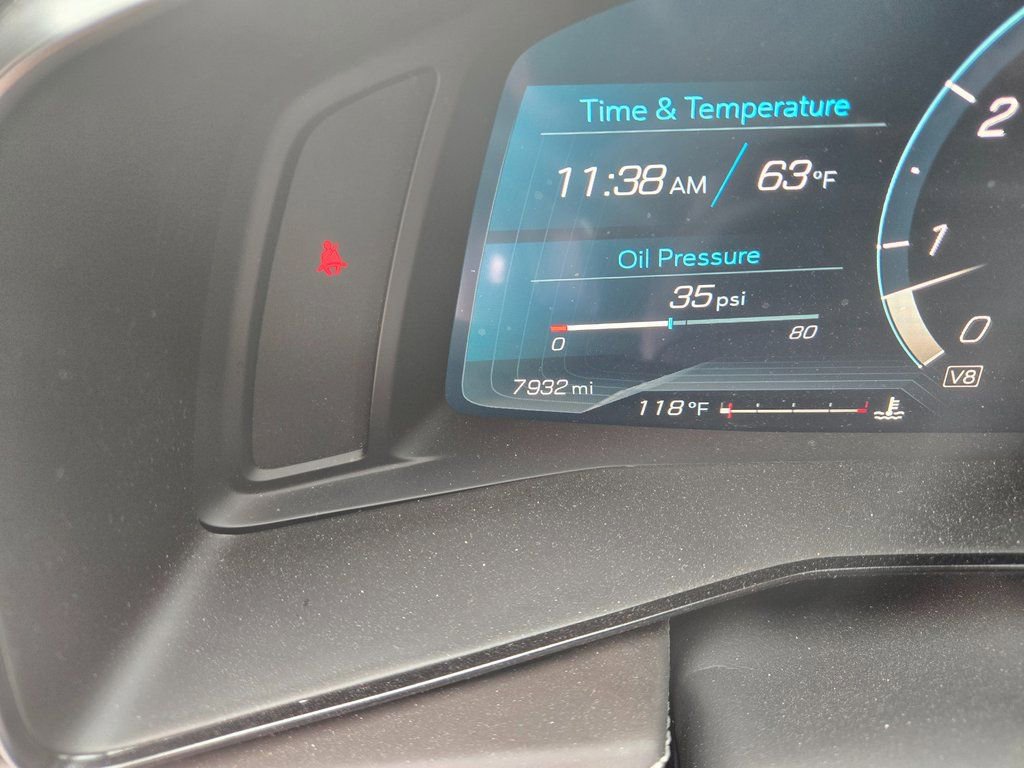 Time & Temperature
11:38 AM / 63°F
Oil Pressure
35 psi
0 80
7932 mi
118 °F
2
1
0
V8